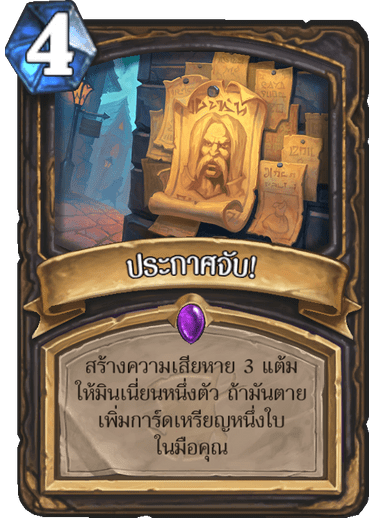 4
ประกาศจับ!
สร้างความเสียหาย 3 แต้ม
ให้มินเนี่ยนหนึ่งตัว ถ้ามันตาย
เพิ่มการ์ดเหรียญหนึ่งใบ
ในมือคุณ